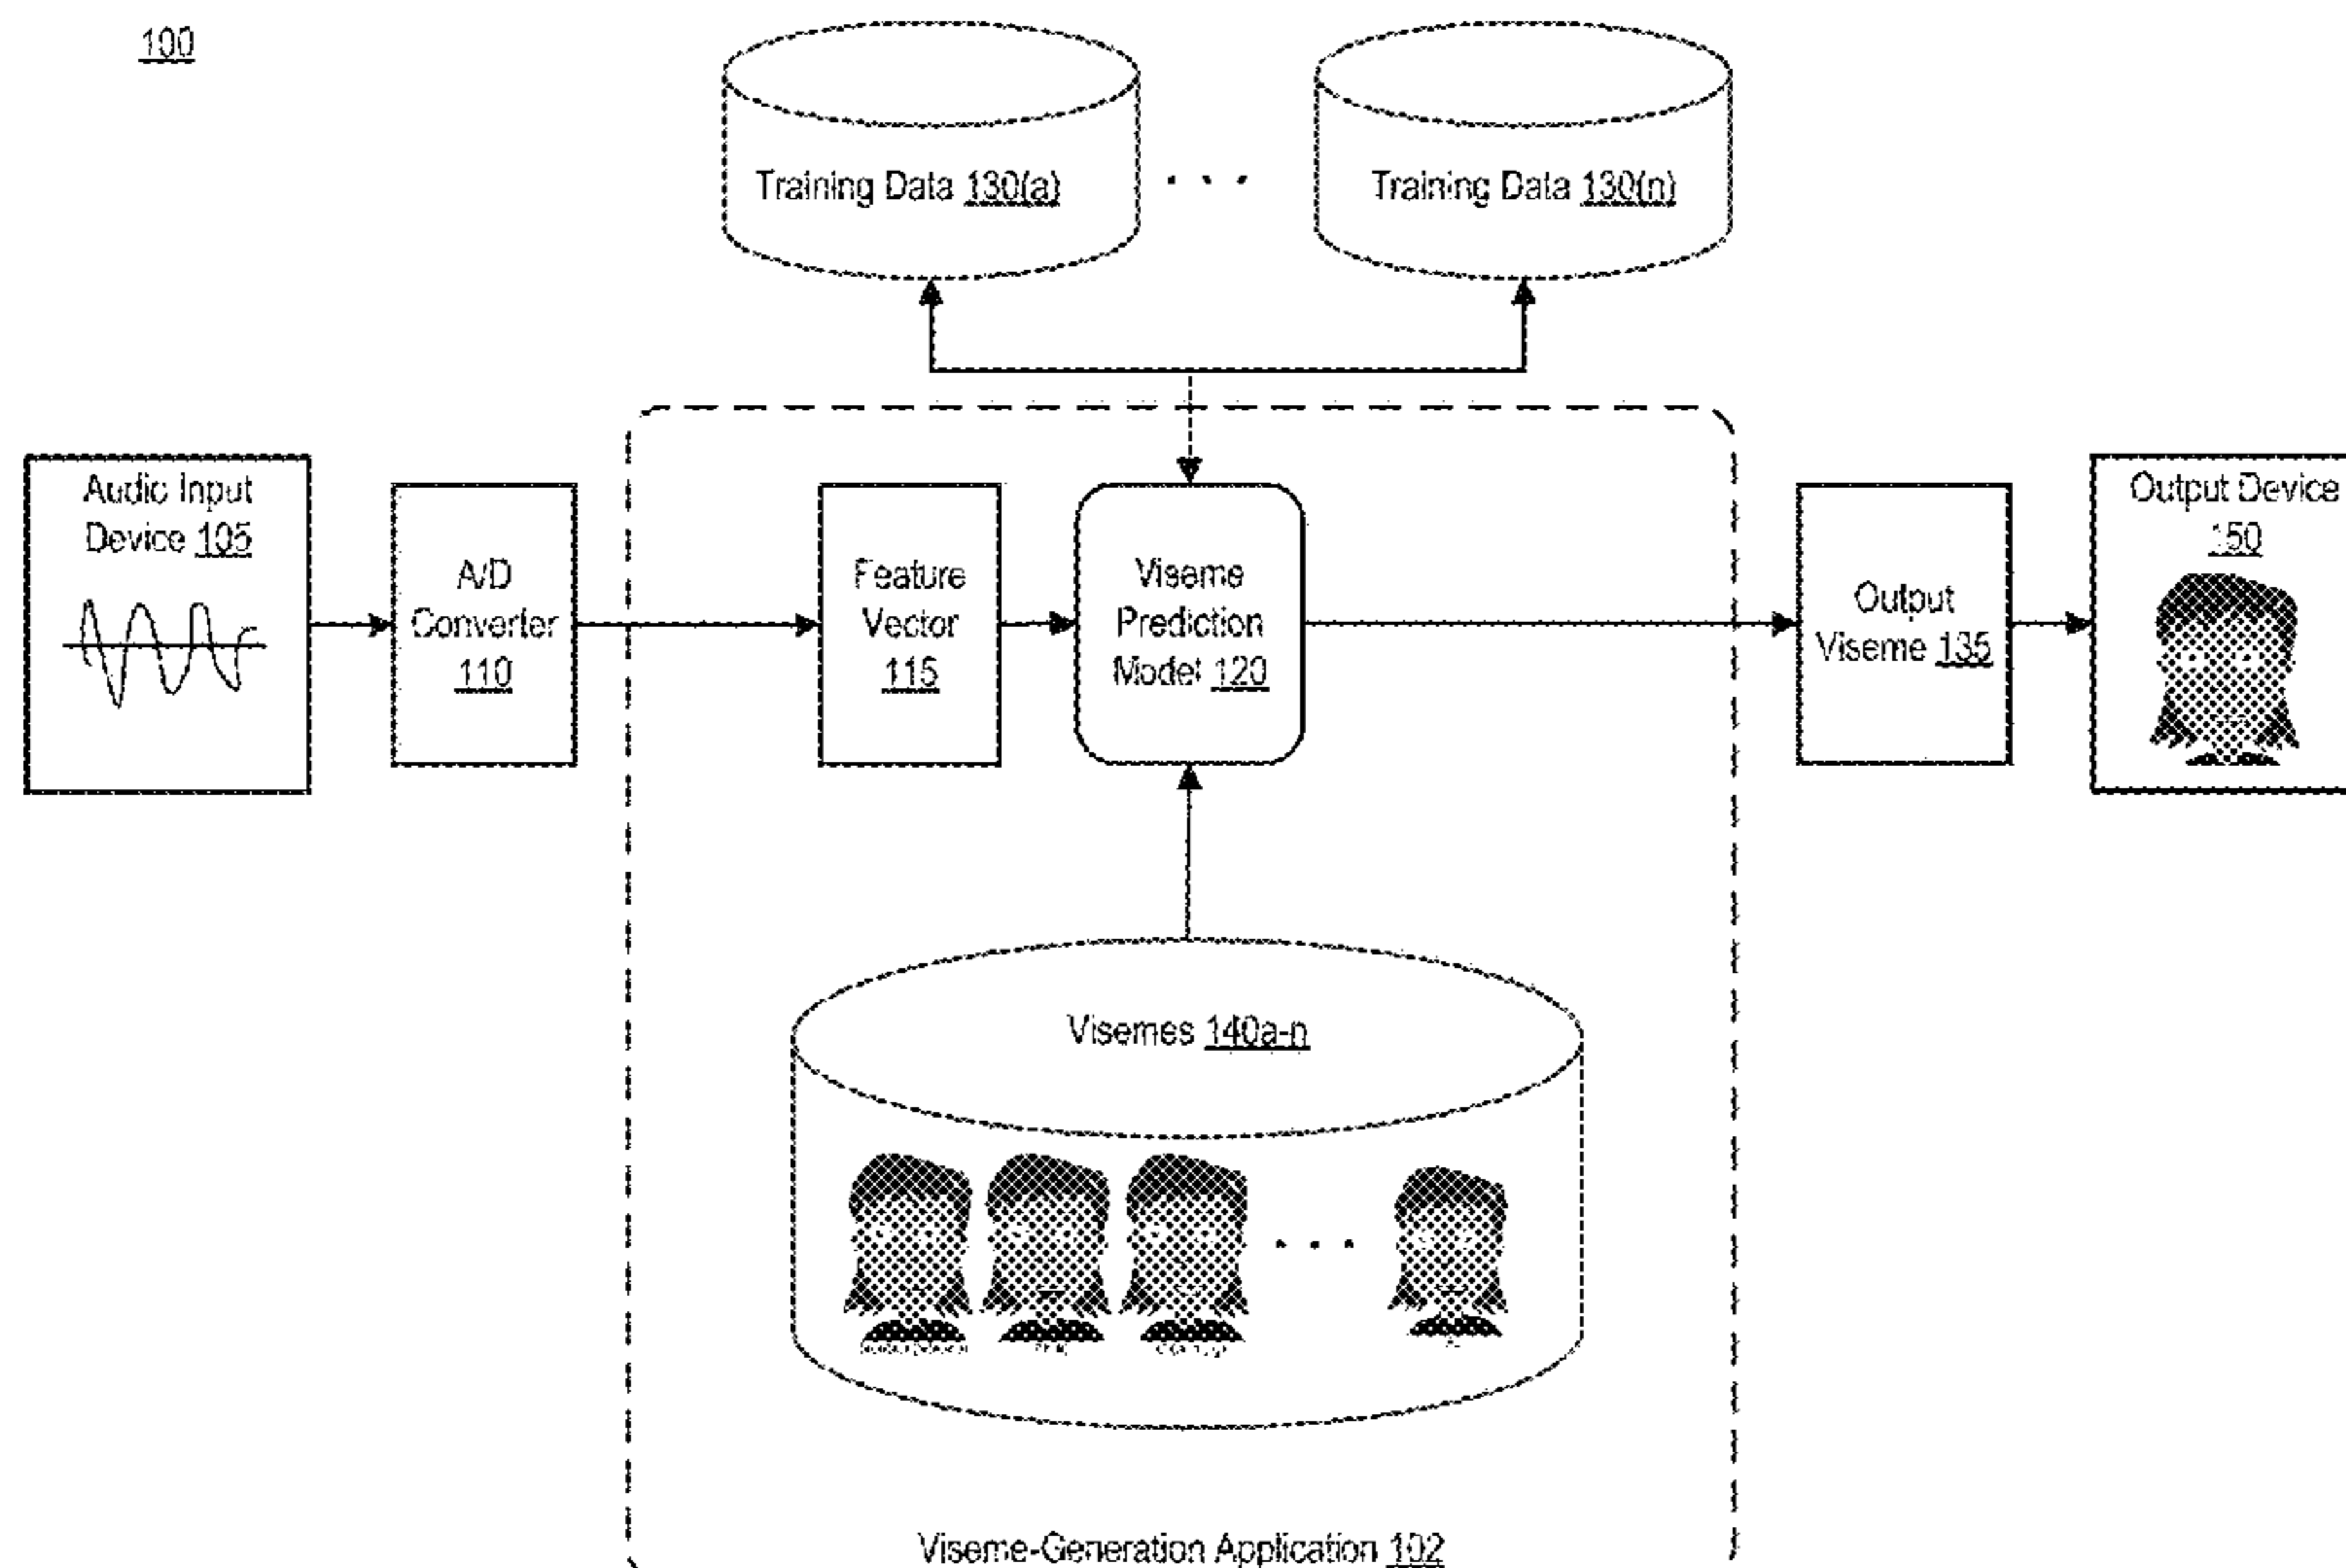 100
Training Data 130(a)
. . .
Training Data 130(n)
Audio Input
Device 105
A/D
Converter
110
Feature
Vector
115
Viseme
Prediction
Model 120
Output
Viseme 135
Output Device
150
Visemes 140a-n
. . .
Viseme-Generation Application 102